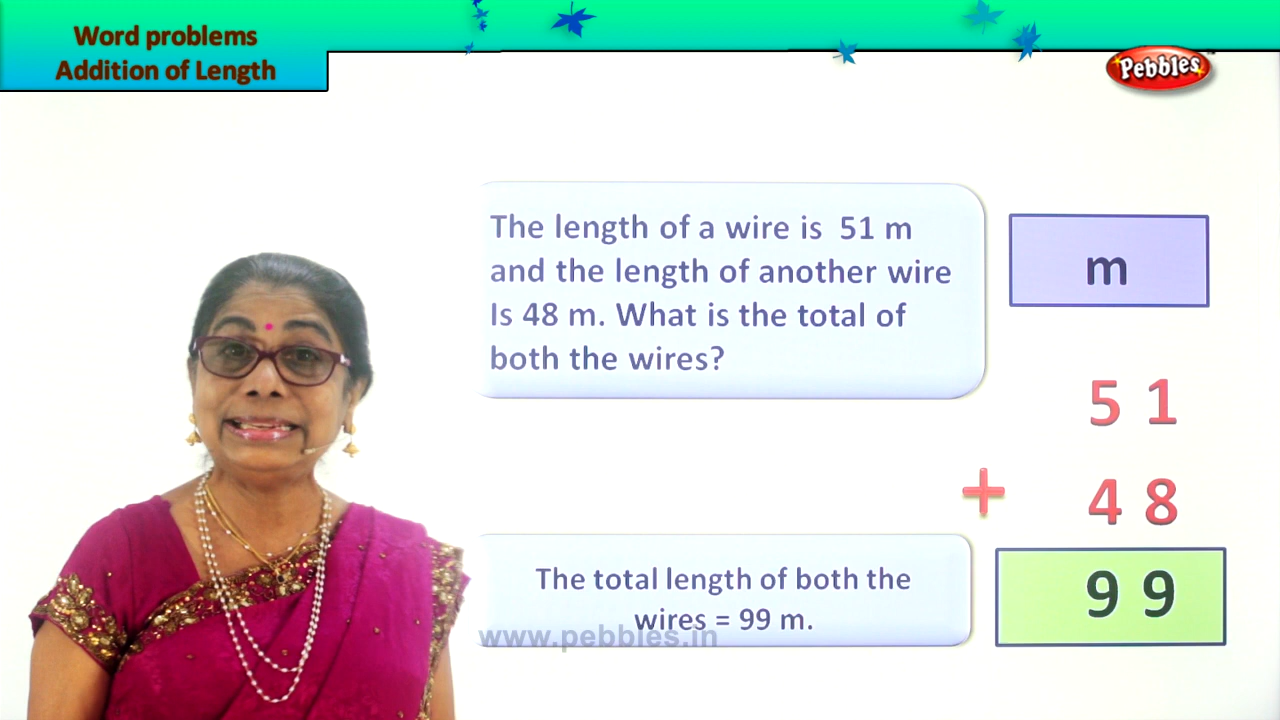 Word problems
Addition of Length
Pebbles
The length of a wire is 51 m
and the length of another wire
Is 48 m. What is the total of
both the wires?
m
5 1
+ 4 8
9 9
The total length of both the
wires = 99 m.
www.pebbles.in